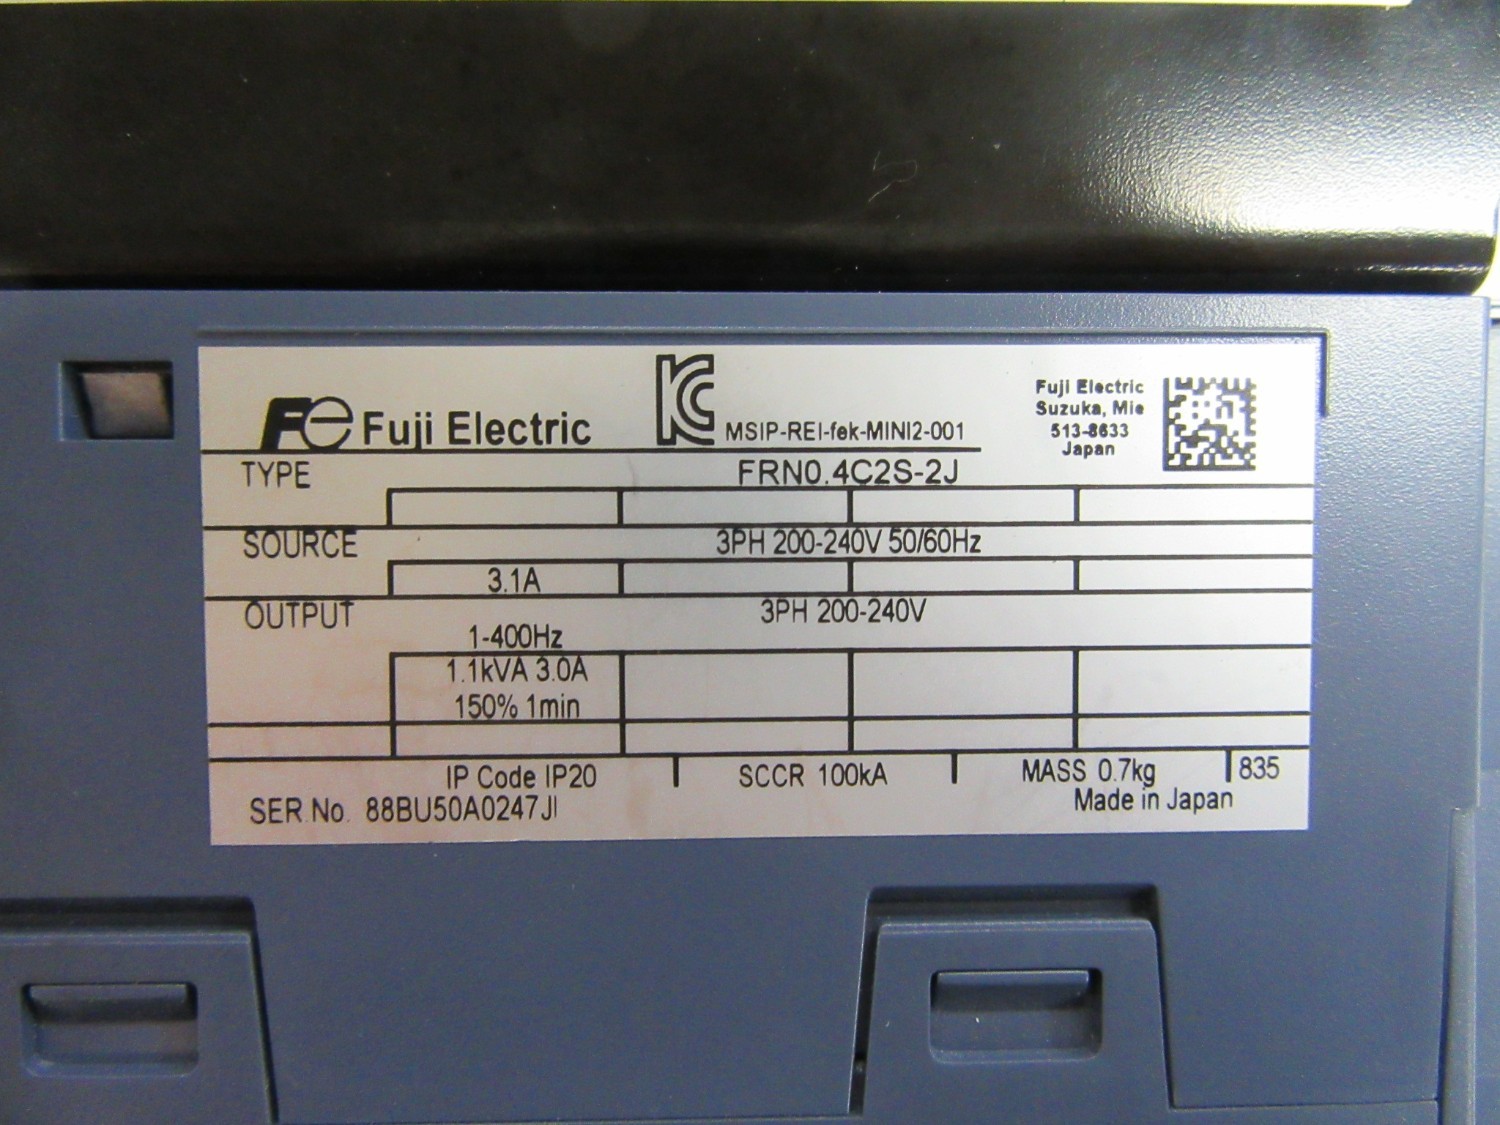 Fe Fuji Electric
KC
MSIP-REI-fek-MINI2-001
Fuji Electric
Suzuka, Mie
513-8633
Japan
TYPE FRN0.4C2S-2J
SOURCE 3PH 200-240V 50/60Hz
3.1A
OUTPUT 3PH 200-240V
1-400Hz
1.1kVA 3.0A
150% 1min
IP Code IP20 SCCR 100kA MASS 0.7kg 835
SER.No. 88BU50A0247JI Made in Japan